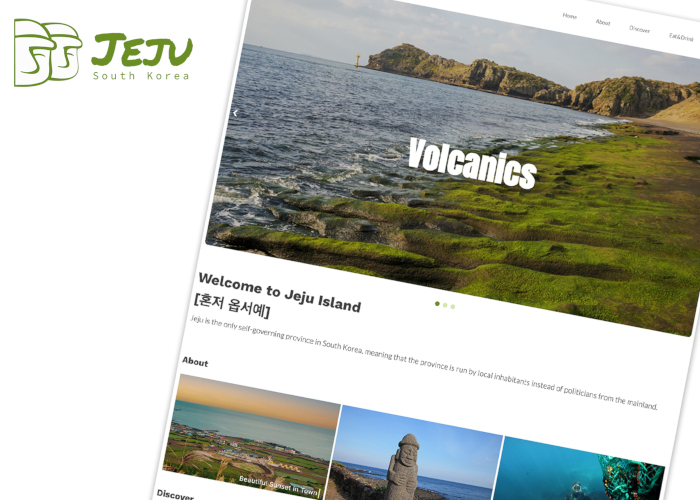 JEJU
South Korea
Home
About
Discover
Eat&Drink
Volcanics
Welcome to Jeju Island
[혼저 옵서예]
Jeju is the only self-governing province in South Korea, meaning that the province is run by local inhabitants instead of politicians from the mainland.
About
Beautiful Sunset in Town
Discover